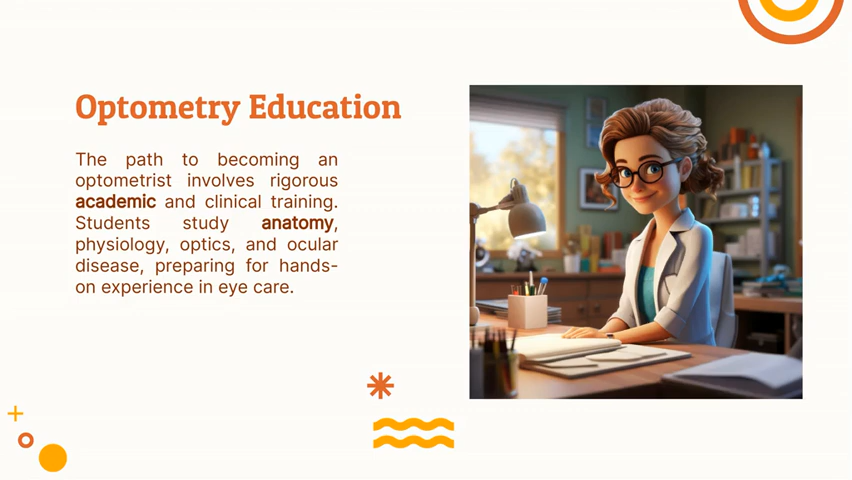 Optometry Education
The path to becoming an
optometrist involves rigorous
academic and clinical training.
Students study anatomy,
physiology, optics, and ocular
disease, preparing for hands-
on experience in eye care.